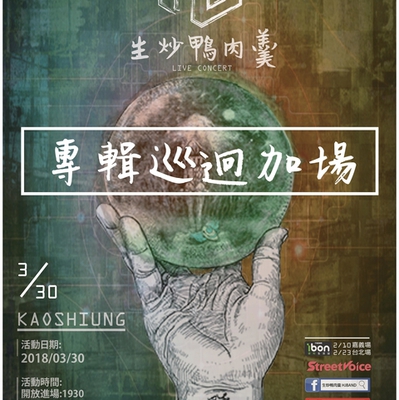 生炒鴨肉羹
LIVE CONCERT
專輯巡迴加場
3/30
KAOSHIUNG
活動日期:
2018/03/30
活動時間:
開放進場:1930
ibon
2/10 嘉義場
2/23 台北場
StreetVoice
f 生炒鴨肉羹 KiBAND